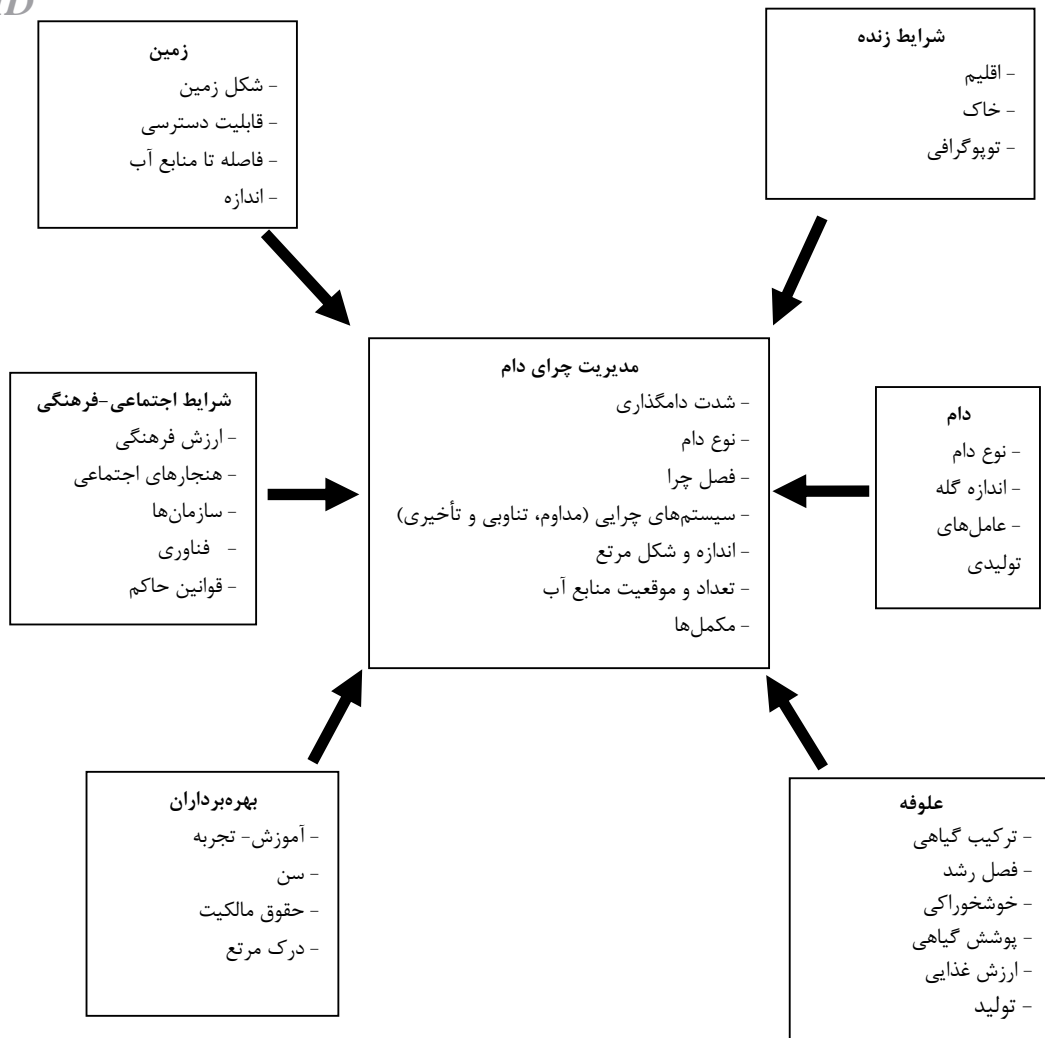 ID
شرایط زنده
- اقلیم
- خاک
- توپوگرافی
زمین
- شکل زمین
- قابلیت دسترسی
- فاصله تا منابع آب
- اندازه
مدیریت چرای دام
- شدت دامگذاری
- نوع دام
- فصل چرا
- سیستم‌های چرایی (مداوم، تناوبی و تأخیری)
- اندازه و شکل مرتع
- تعداد و موقعیت منابع آب
- مکمل‌ها
دام
- نوع دام
- اندازه گله
- عامل‌های
تولیدی
شرایط اجتماعی-فرهنگی
- ارزش فرهنگی
- هنجارهای اجتماعی
- سازمان‌ها
- فناوری
- قوانین حاکم
علوفه
- ترکیب گیاهی
- فصل رشد
- خوشخوراکی
- پوشش گیاهی
- ارزش غذایی
- تولید
بهره‌برداران
- آموزش- تجربه
- سن
- حقوق مالکیت
- درک مرتع